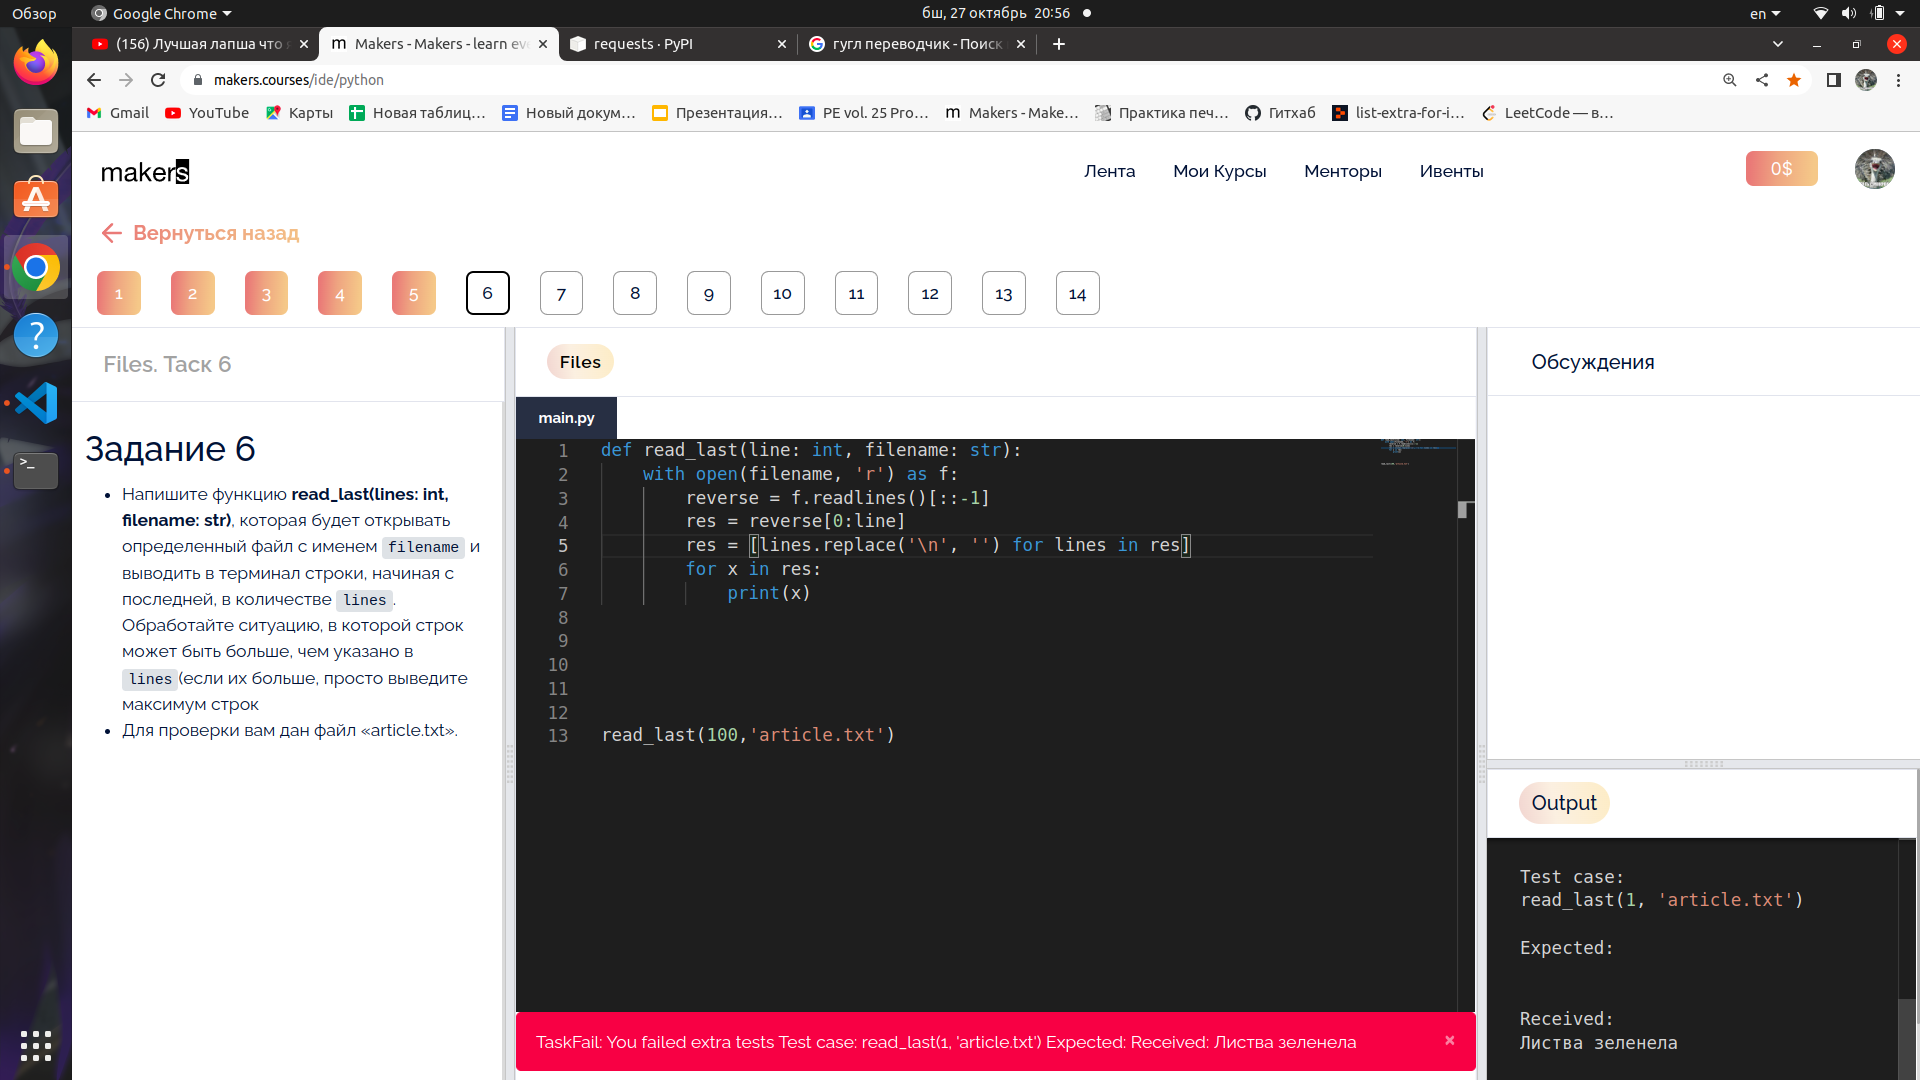 Обзор
Google Chrome
бш, 27 октябрь 20:56
en
(156) Лучшая лапша что
Makers - Makers - learn eve
requests · PyPI
гугл переводчик - Поиск
makers.courses/ide/python
Gmail
YouTube
Карты
Новая таблиц...
Новый докум...
Презентация...
PE vol. 25 Pro...
m Makers - Make...
Практика печ...
Гитхаб
list-extra-for-i...
LeetCode — в...
makers
Лента
Мои Курсы
Менторы
Ивенты
0$
Вернуться назад
1 2 3 4 5 6 7 8 9 10 11 12 13 14
Files. Таск 6
Задание 6
• Напишите функцию read_last(lines: int,
filename: str), которая будет открывать
определенный файл с именем filename и
выводить в терминал строки, начиная с
последней, в количестве lines.
Обработайте ситуацию, в которой строк
может быть больше, чем указано в
lines(если их больше, просто выведите
максимум строк
• Для проверки вам дан файл «article.txt».
Files
main.py
1 def read_last(line: int, filename: str):
2 with open(filename, 'r') as f:
3 reverse = f.readlines()[::-1]
4 res = reverse[0:line]
5 res = [lines.replace('\n', '') for lines in res]
6 for x in res:
7 print(x)
8
9
10
11
12
13 read_last(100,'article.txt')
TaskFail: You failed extra tests Test case: read_last(1, 'article.txt') Expected: Received: Листва зеленела
×
Обсуждения
Output
Test case:
read_last(1, 'article.txt')
Expected:
Received:
Листва зеленела